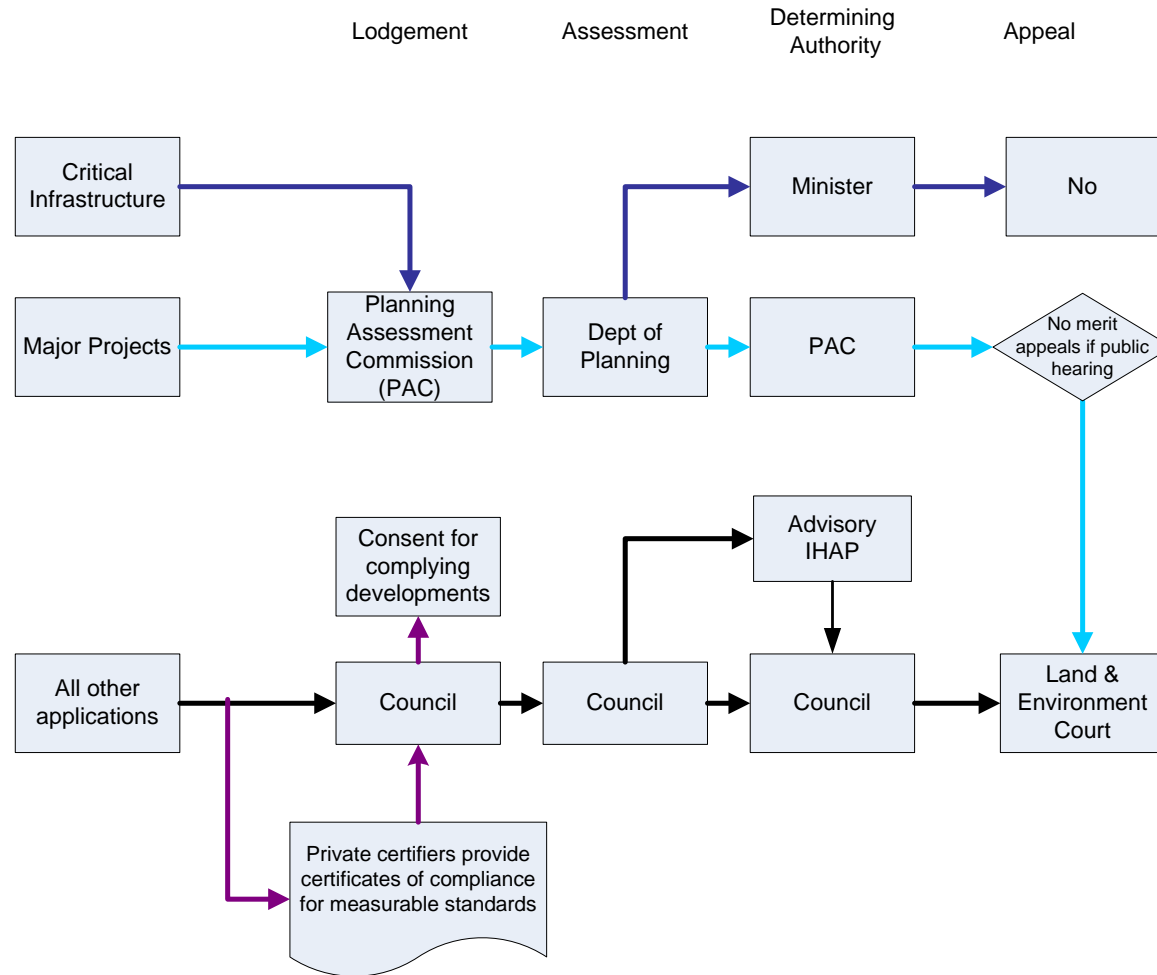 Lodgement
Assessment
Determining
Authority
Appeal
Critical
Infrastructure
Minister
No
Major Projects
Planning
Assessment
Commission
(PAC)
Dept of
Planning
PAC
No merit
appeals if public
hearing
Consent for
complying
developments
Advisory
IHAP
All other
applications
Council
Council
Council
Land &
Environment
Court
Private certifiers provide
certificates of compliance
for measurable standards